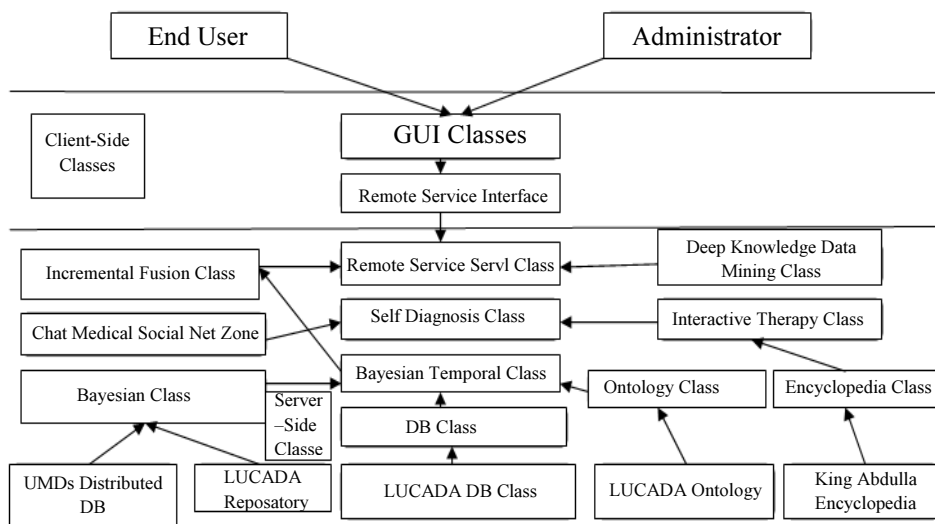 End User
Administrator
Client-Side
Classes
GUI Classes
Remote Service Interface
Incremental Fusion Class
Remote Service Servl Class
Deep Knowledge Data
Mining Class
Chat Medical Social Net Zone
Self Diagnosis Class
Interactive Therapy Class
Bayesian Class
Bayesian Temporal Class
Ontology Class
Encyclopedia Class
Server
–Side
Classe
DB Class
UMDs Distributed
DB
LUCADA
Reposatory
LUCADA DB Class
LUCADA Ontology
King Abdulla
Encyclopedia